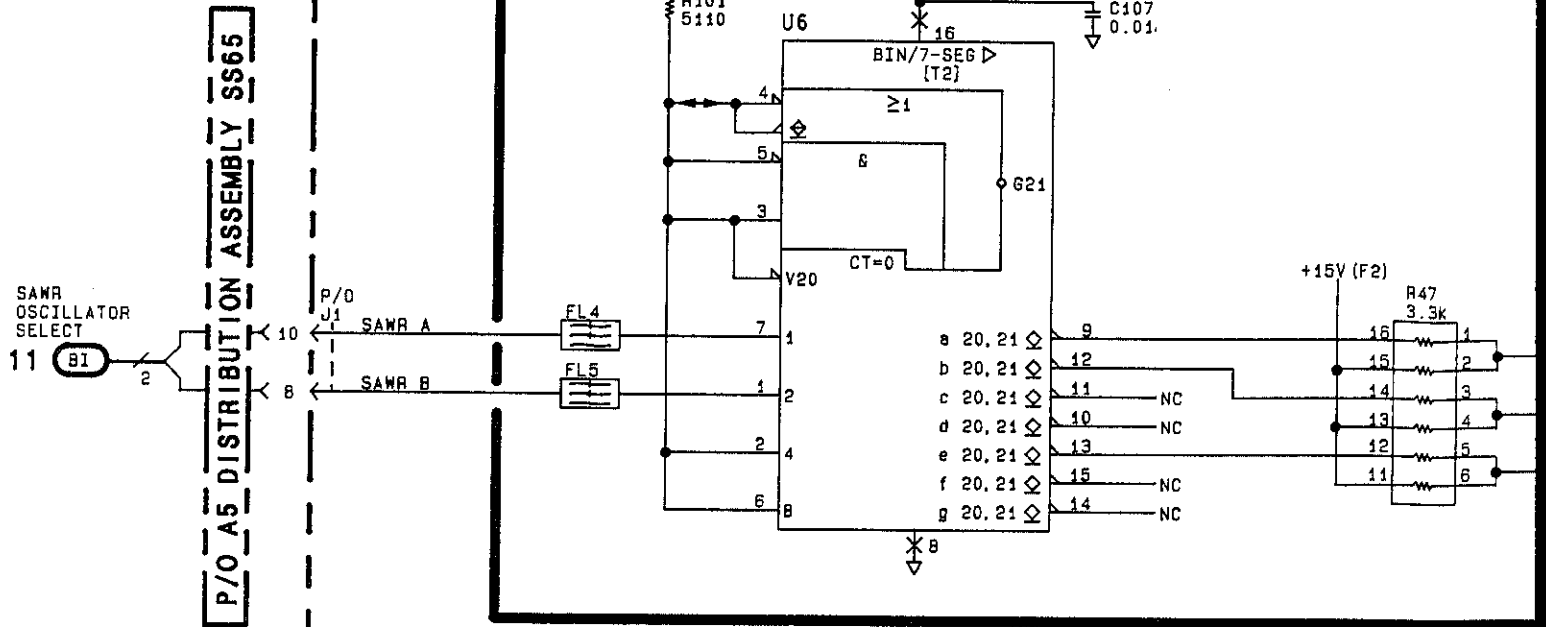 P/O A5 DISTRIBUTION ASSEMBLY SS65
SAWR
OSCILLATOR
SELECT
11 BI
2
10
8
P/O
J1
SAWR A
SAWR B
FL4
FL5
5110
U6
16
C107
0.01
BIN/7-SEG ▷
[T2]
≥1
4
5
&
3
G21
CT=0
V20
7 1
1 2
2 4
6 8
a 20,21 9
b 20,21 12
c 20,21 11 NC
d 20,21 10 NC
e 20,21 13
f 20,21 15 NC
g 20,21 14 NC
8
+15V (F2)
R47
3.3K
16 1
15 2
14 3
13 4
12 5
11 6